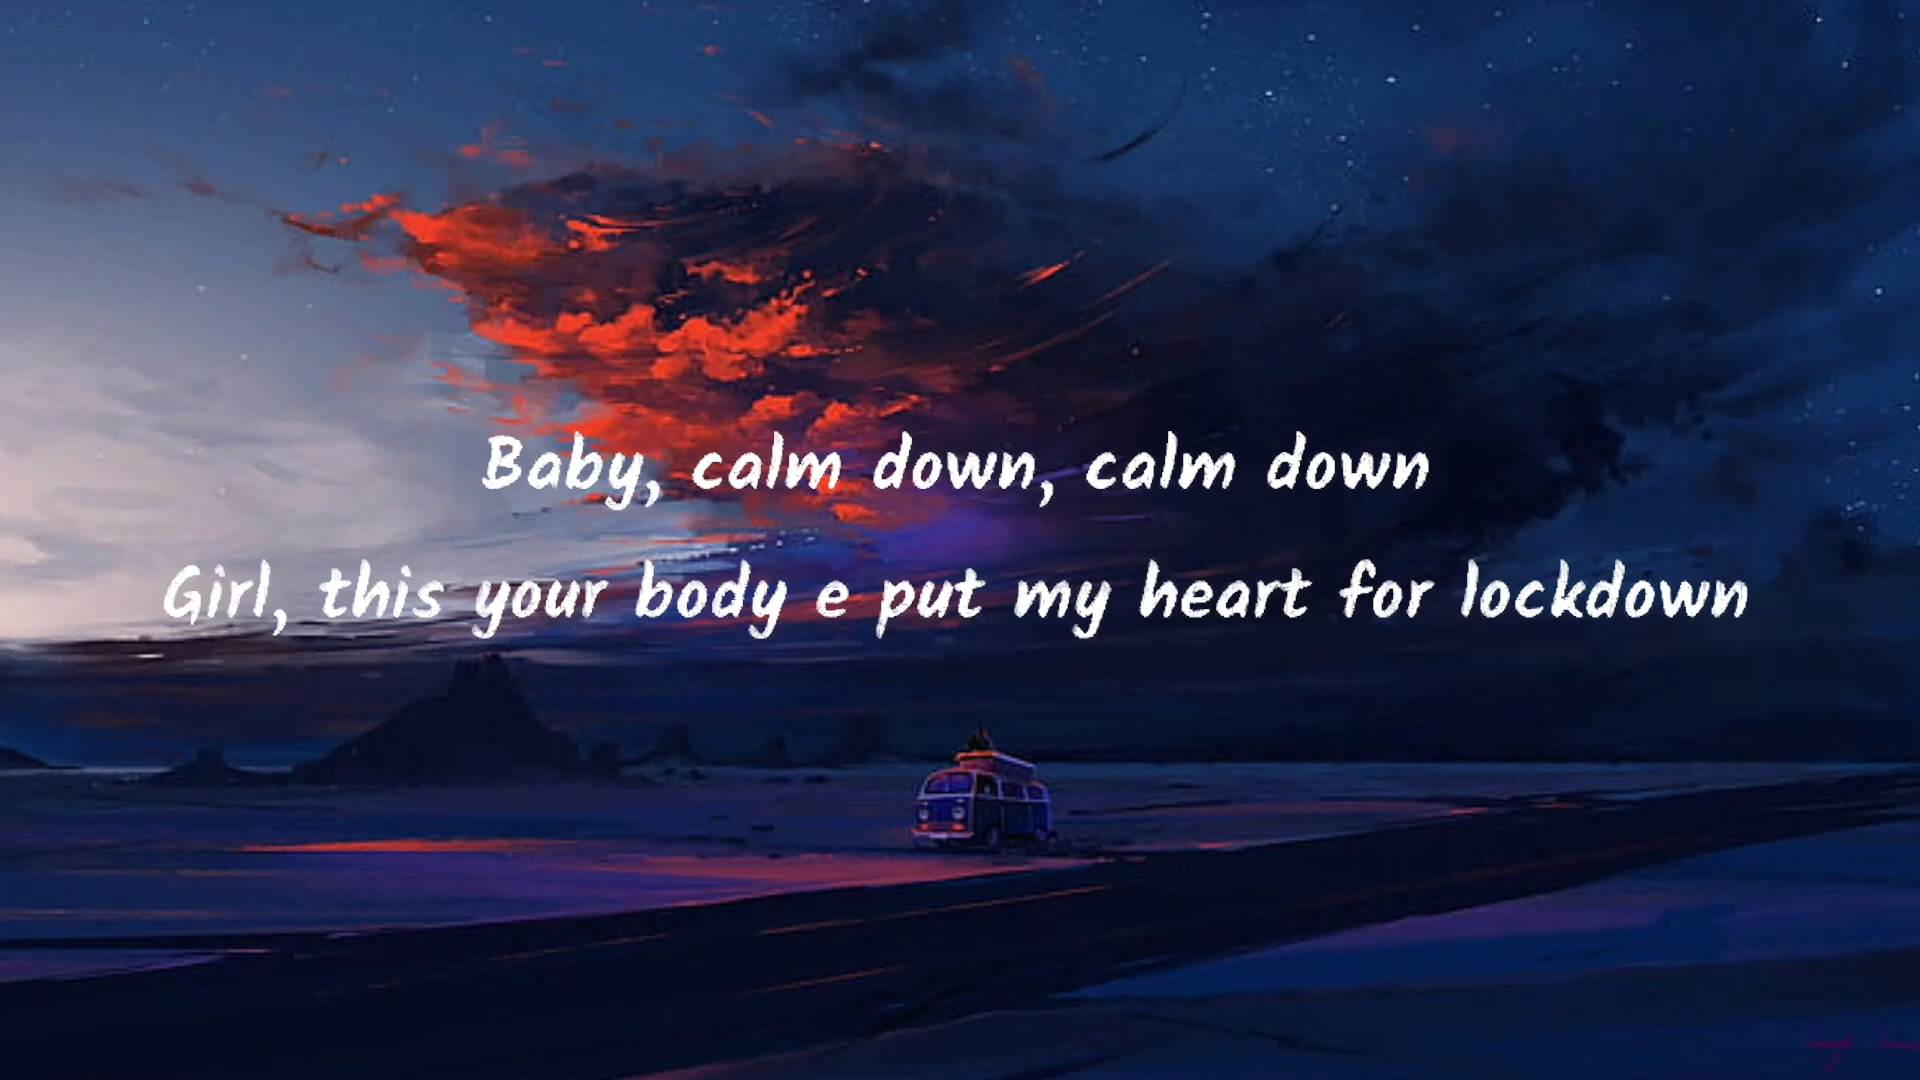 Baby, calm down, calm down
Girl, this your body e put my heart for lockdown